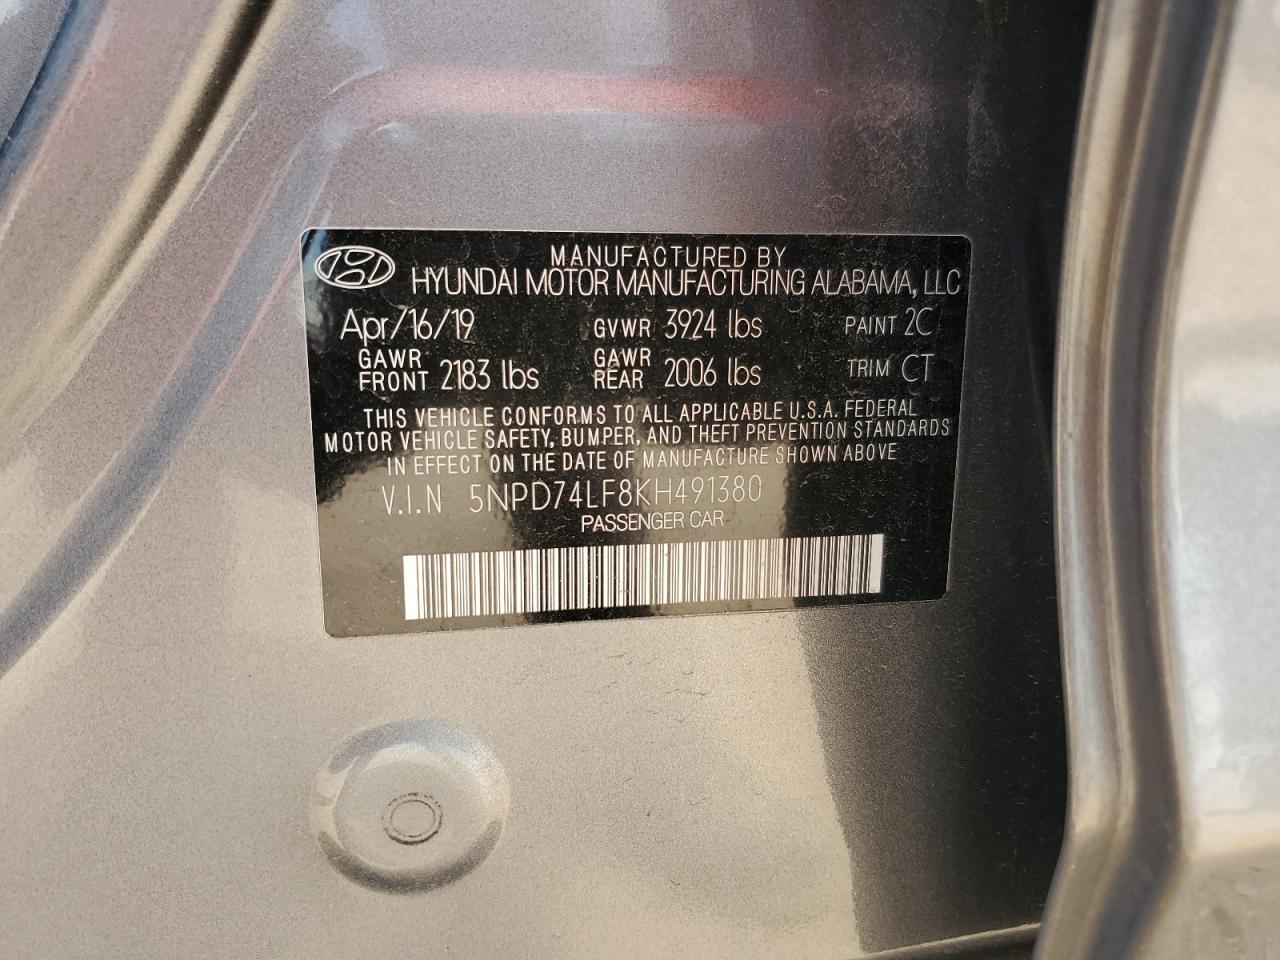 MANUFACTURED BY
HYUNDAI MOTOR MANUFACTURING ALABAMA, LLC
Apr/16/19 GVWR 3924 lbs PAINT 2C
GAWR FRONT 2183 lbs GAWR REAR 2006 lbs TRIM CT
THIS VEHICLE CONFORMS TO ALL APPLICABLE U.S.A. FEDERAL
MOTOR VEHICLE SAFETY, BUMPER, AND THEFT PREVENTION STANDARDS
IN EFFECT ON THE DATE OF MANUFACTURE SHOWN ABOVE
V.I.N 5NPD74LF8KH491380
PASSENGER CAR